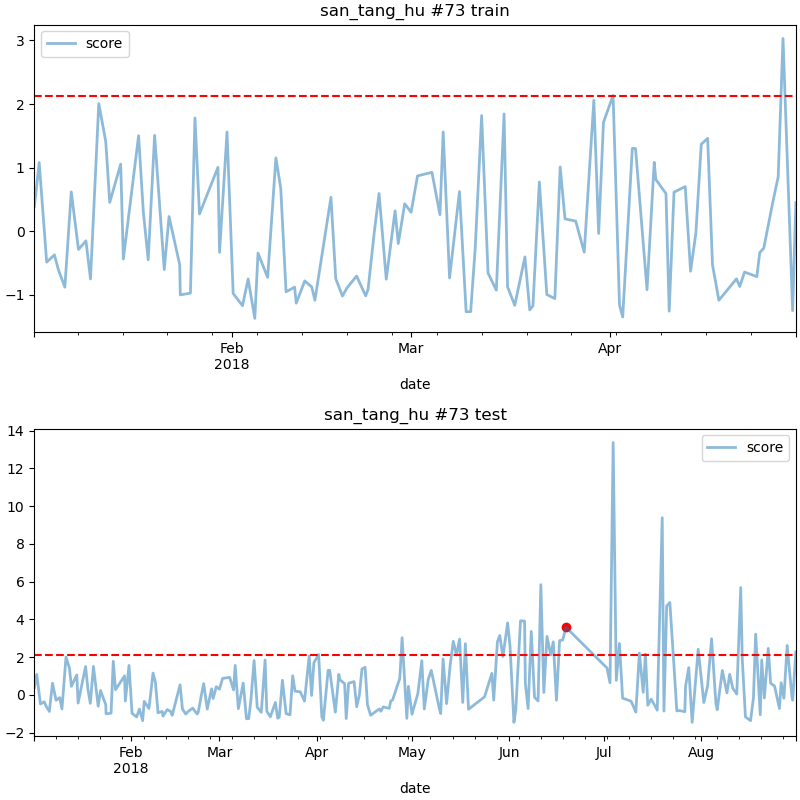 san_tang_hu #73 train
score
3
2
1
0
−1
Feb
2018
Mar
Apr
date
san_tang_hu #73 test
score
14
12
10
8
6
4
2
0
−2
Feb
2018
Mar
Apr
May
Jun
Jul
Aug
date